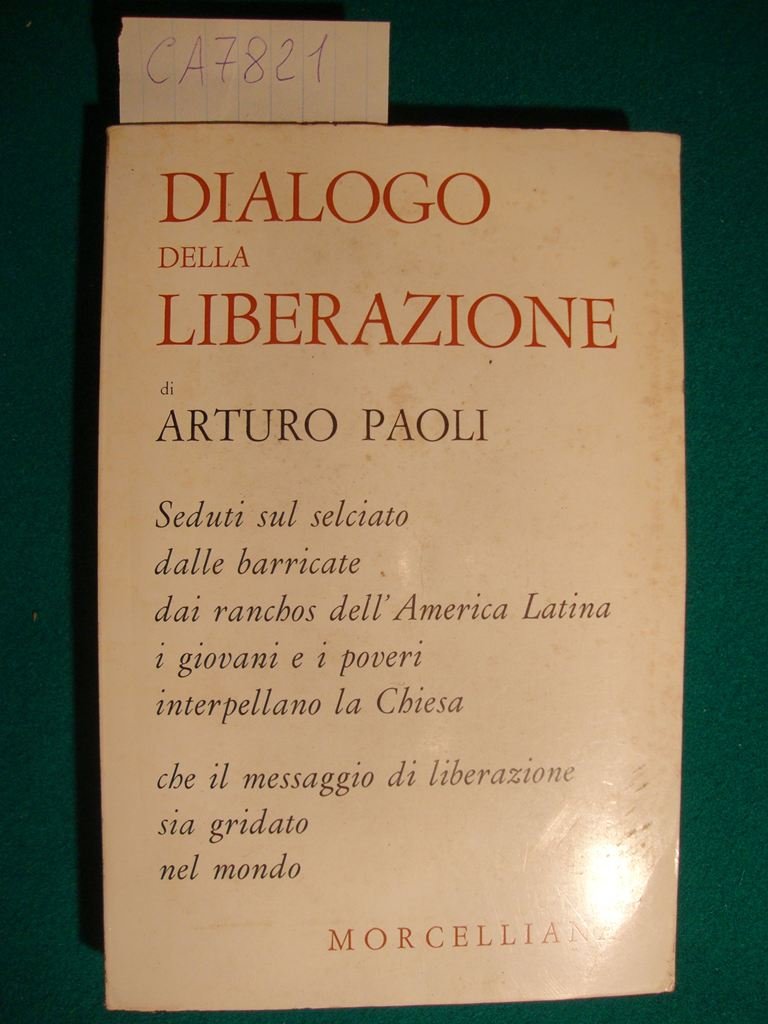 CA7821
DIALOGO
DELLA
LIBERAZIONE
di
ARTURO PAOLI
Seduti sul selciato
dalle barricate
dai ranchos dell'America Latina
i giovani e i poveri
interpellano la Chiesa
che il messaggio di liberazione
sia gridato
nel mondo
MORCELLIANA